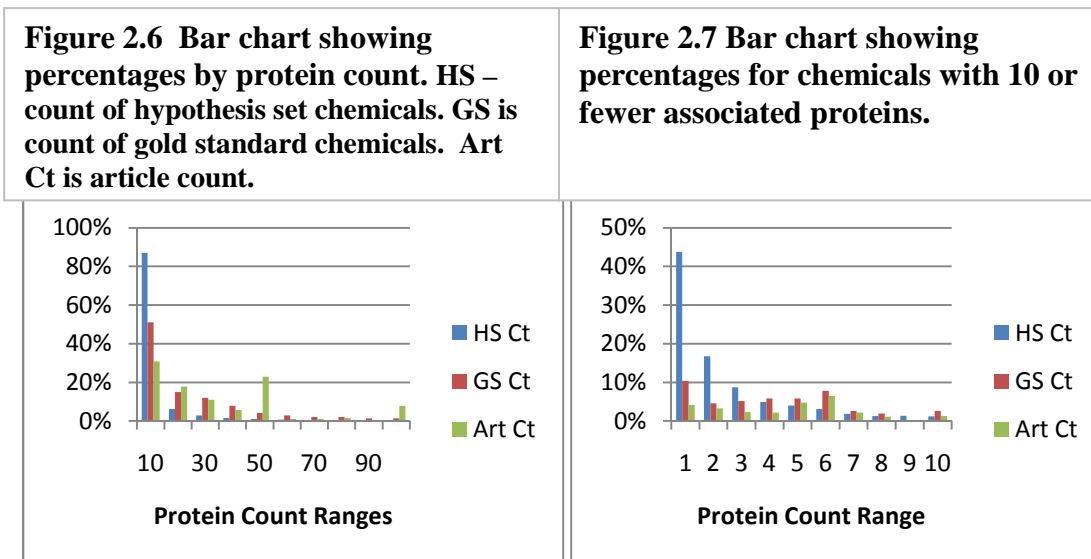 Figure 2.6  Bar chart showing
percentages by protein count. HS –
count of hypothesis set chemicals. GS is
count of gold standard chemicals.  Art
Ct is article count.
Figure 2.7 Bar chart showing
percentages for chemicals with 10 or
fewer associated proteins.
100%
80%
60%
40%
20%
0%
10 30 50 70 90
Protein Count Ranges
HS Ct
GS Ct
Art Ct
50%
40%
30%
20%
10%
0%
1 2 3 4 5 6 7 8 9 10
Protein Count Range
HS Ct
GS Ct
Art Ct